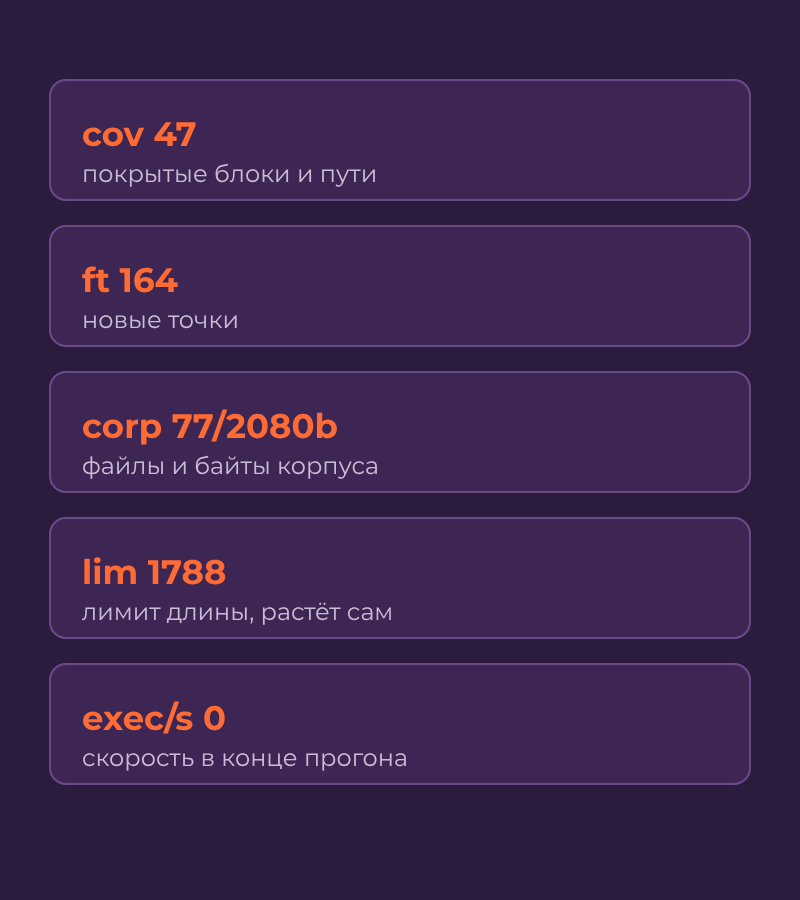 cov 47
покрытые блоки и пути
ft 164
новые точки
corp 77/2080b
файлы и байты корпуса
lim 1788
лимит длины, растёт сам
exec/s 0
скорость в конце прогона